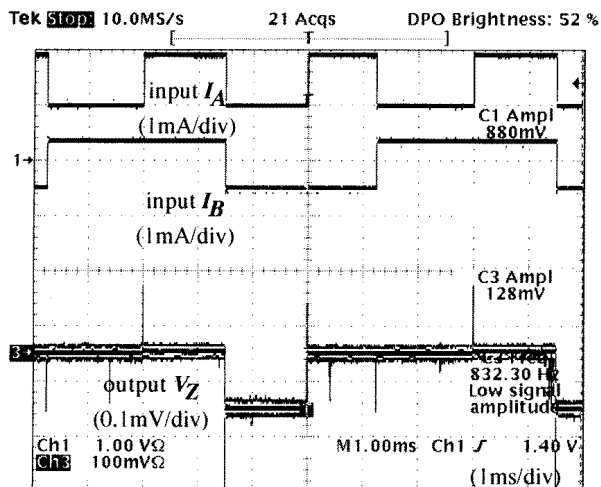 Tek Stop 10.0MS/s 21 Acqs DPO Brightness: 52 %
input IA
(1mA/div)
C1 Ampl
880mV
1
input IB
(1mA/div)
C3 Ampl
128mV
3
832.30 Hz
Low signal
amplitude
output VZ
(0.1mV/div)
Ch1 1.00 VΩ M1.00ms Ch1 1.40 V
Ch3 100mVΩ
(1ms/div)